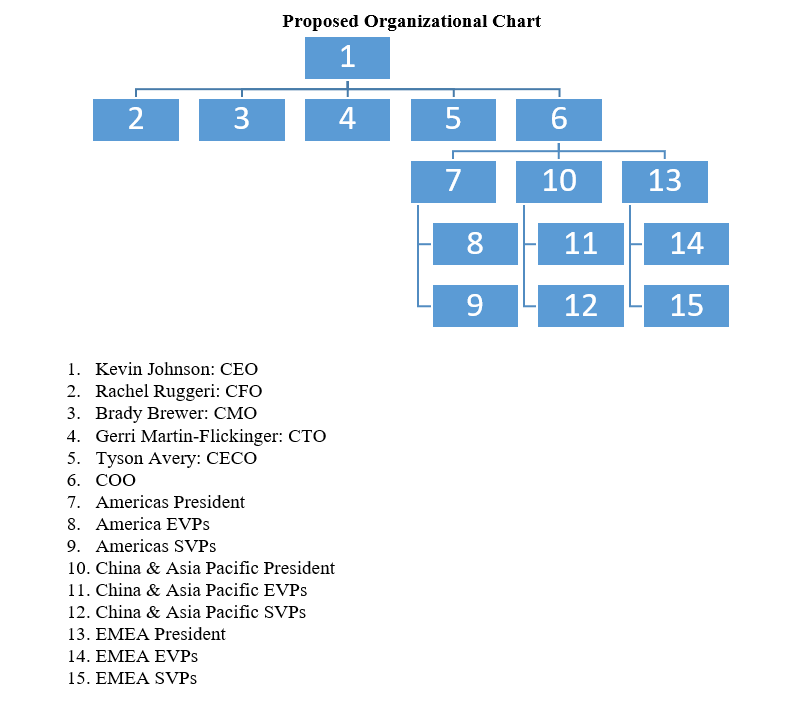 Proposed Organizational Chart
1
2 3 4 5 6
7 10 13
8 11 14
9 12 15
1. Kevin Johnson: CEO
2. Rachel Ruggeri: CFO
3. Brady Brewer: CMO
4. Gerri Martin-Flickinger: CTO
5. Tyson Avery: CECO
6. COO
7. Americas President
8. America EVPs
9. Americas SVPs
10. China & Asia Pacific President
11. China & Asia Pacific EVPs
12. China & Asia Pacific SVPs
13. EMEA President
14. EMEA EVPs
15. EMEA SVPs